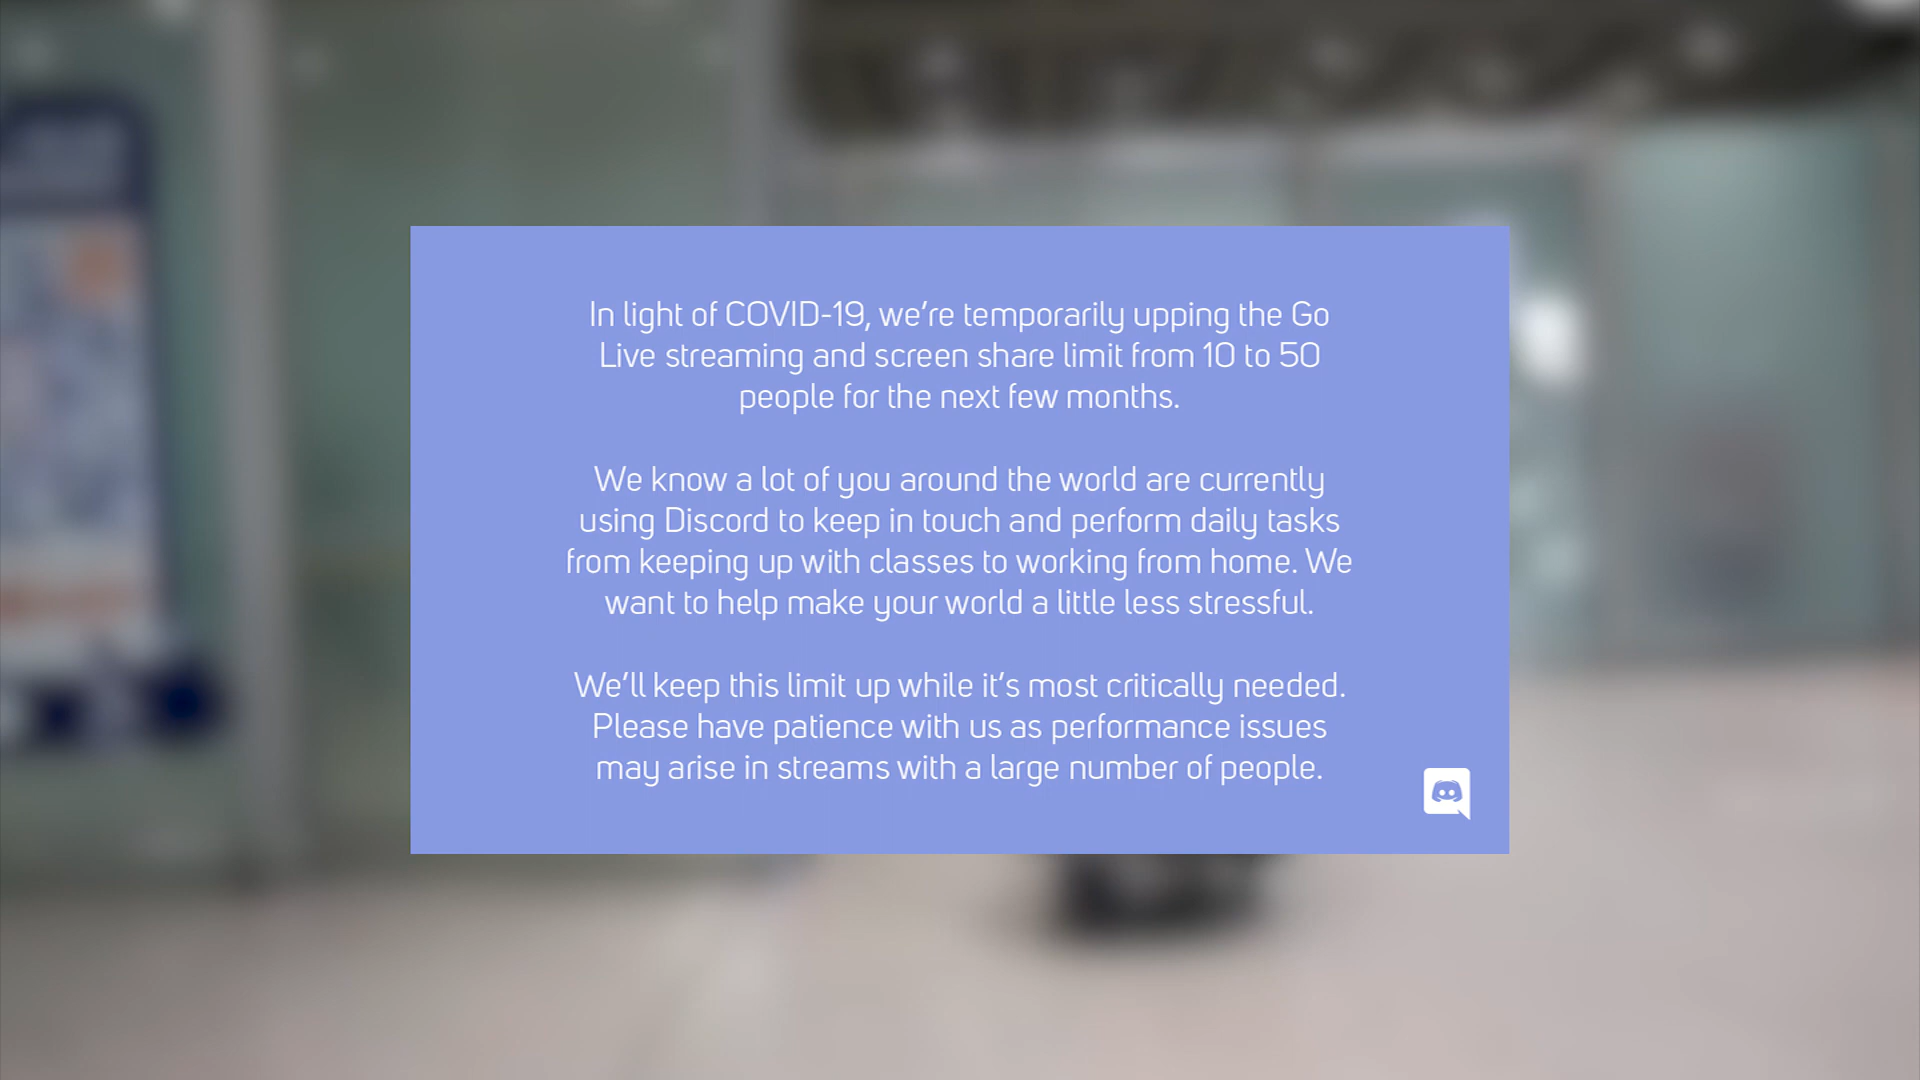 In light of COVID-19, we’re temporarily upping the Go
Live streaming and screen share limit from 10 to 50
people for the next few months.
We know a lot of you around the world are currently
using Discord to keep in touch and perform daily tasks
from keeping up with classes to working from home. We
want to help make your world a little less stressful.
We’ll keep this limit up while it’s most critically needed.
Please have patience with us as performance issues
may arise in streams with a large number of people.